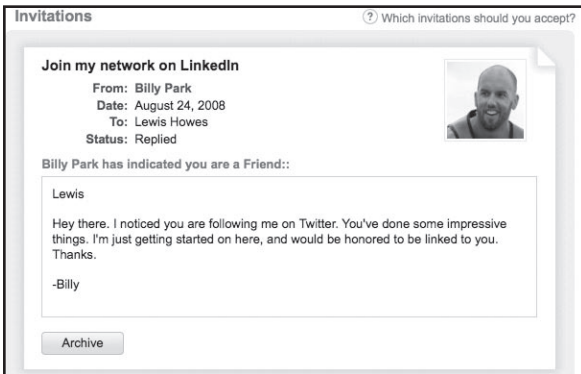 Invitations
? Which invitations should you accept?
Join my network on LinkedIn
From: Billy Park
Date: August 24, 2008
To: Lewis Howes
Status: Replied
Billy Park has indicated you are a Friend::
Lewis
Hey there. I noticed you are following me on Twitter. You've done some impressive
things. I'm just getting started on here, and would be honored to be linked to you.
Thanks.
-Billy
Archive